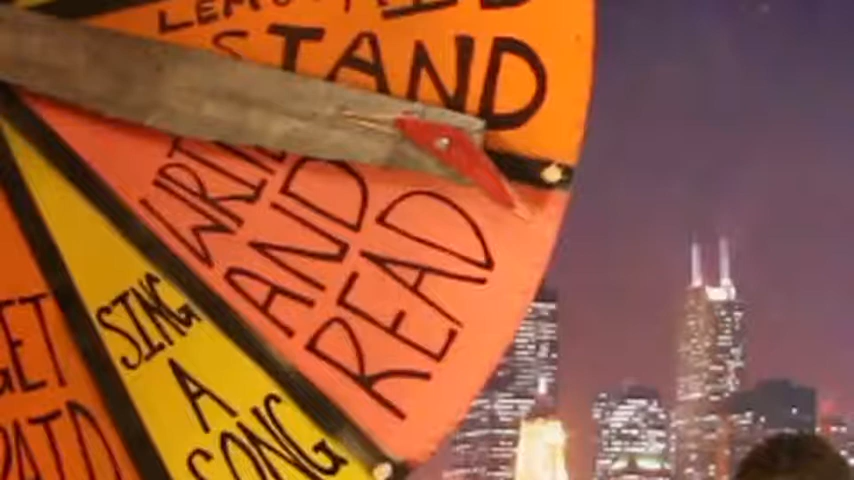 STAND
WRITE
AND
READ
SING
A
SONG
GET
PAID